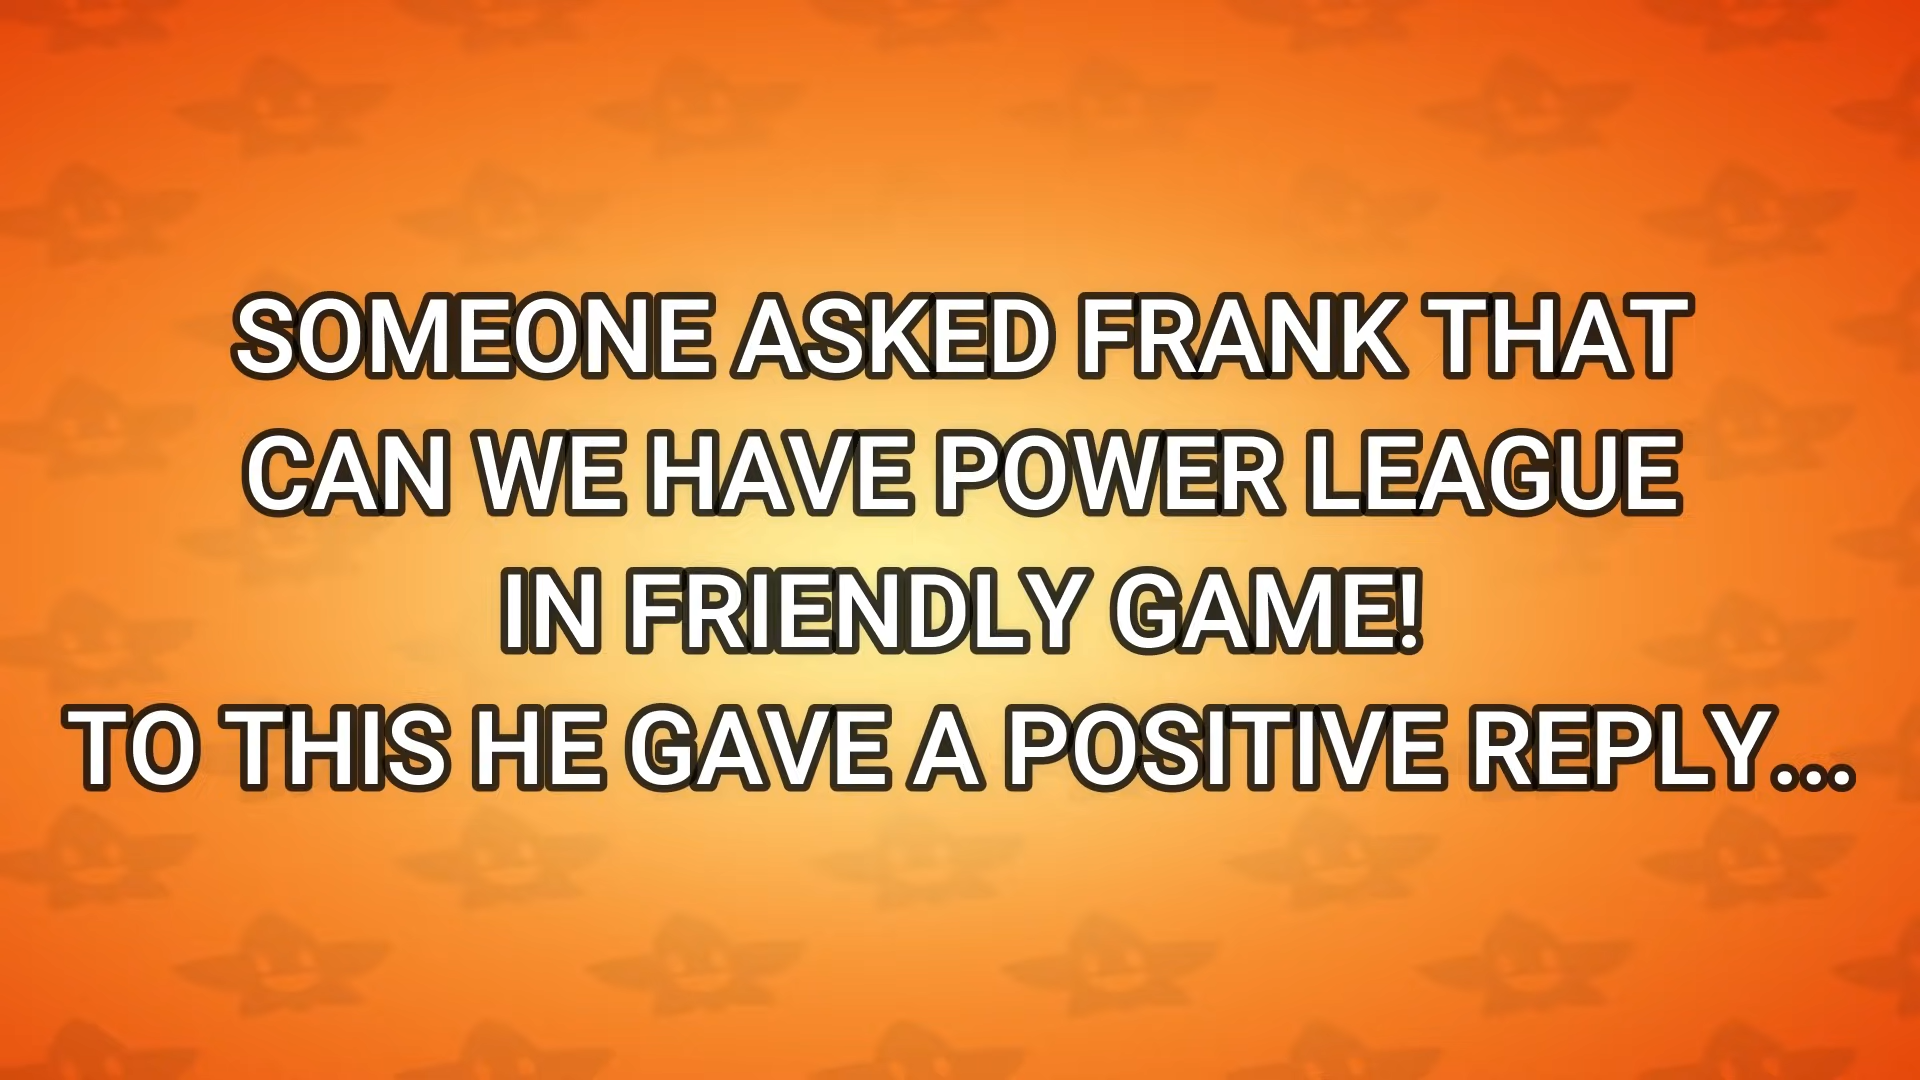 SOMEONE ASKED FRANK THAT
CAN WE HAVE POWER LEAGUE
IN FRIENDLY GAME!
TO THIS HE GAVE A POSITIVE REPLY...